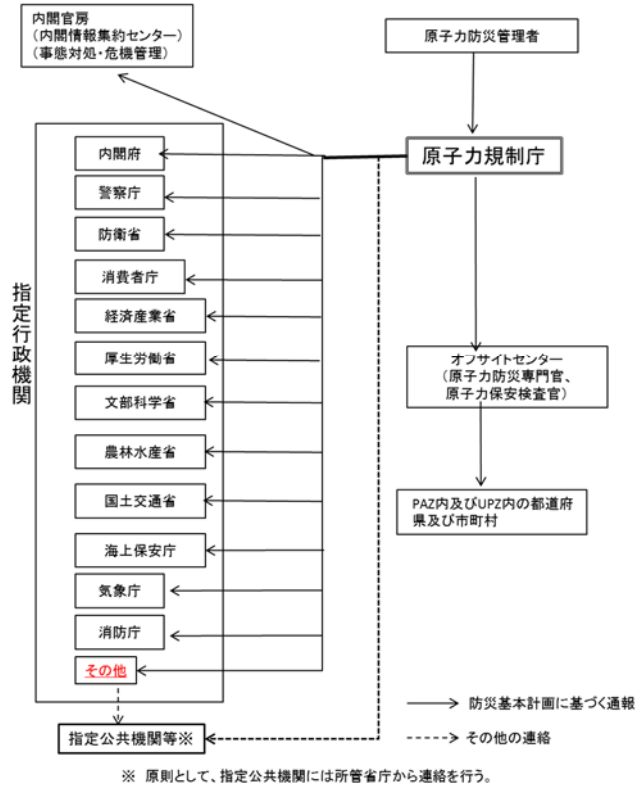 内閣官房
(内閣情報集約センター)
(事態対処・危機管理)
原子力防災管理者
原子力規制庁
指定行政機関
内閣府
警察庁
防衛省
消費者庁
経済産業省
厚生労働省
文部科学省
農林水産省
国土交通省
海上保安庁
気象庁
消防庁
その他
オフサイトセンター
(原子力防災専門官、
原子力保安検査官)
PAZ内及びUPZ内の都道府
県及び市町村
指定公共機関等※
防災基本計画に基づく通報
その他の連絡
※ 原則として、指定公共機関には所管省庁から連絡を行う。